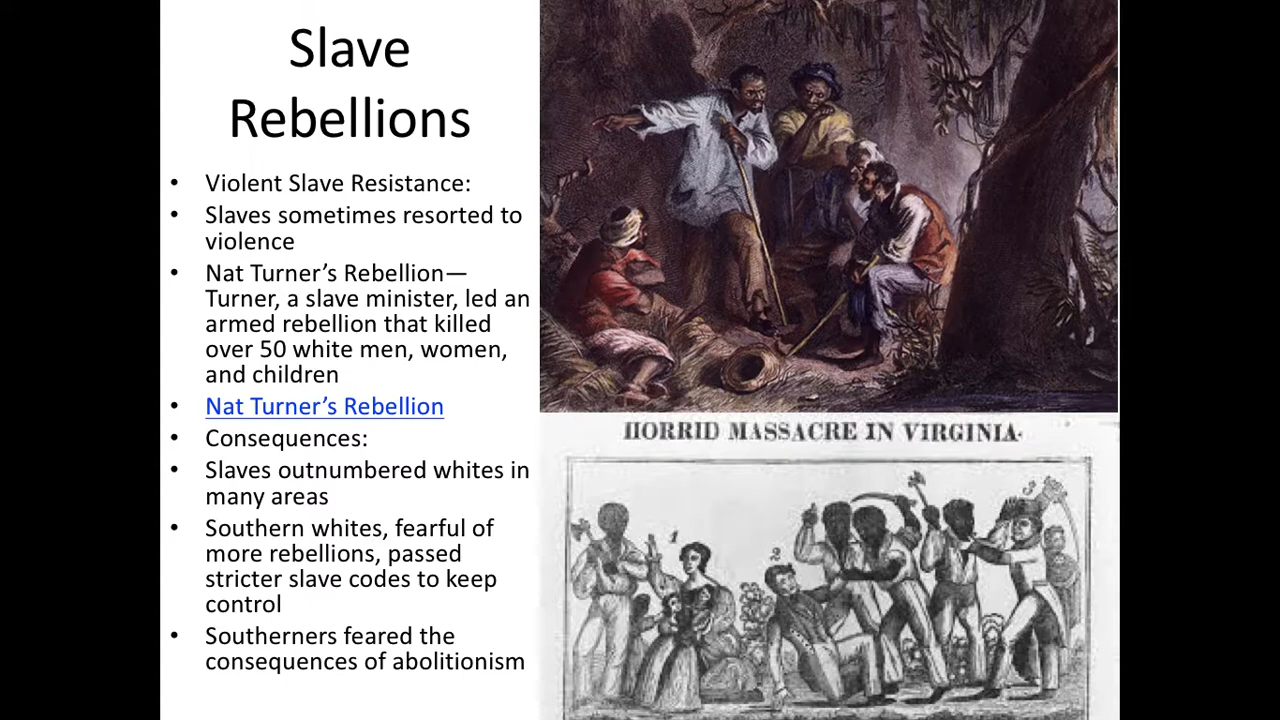 Slave
Rebellions
• Violent Slave Resistance:
• Slaves sometimes resorted to
violence
• Nat Turner’s Rebellion—
Turner, a slave minister, led an
armed rebellion that killed
over 50 white men, women,
and children
• Nat Turner’s Rebellion
• Consequences:
• Slaves outnumbered whites in
many areas
• Southern whites, fearful of
more rebellions, passed
stricter slave codes to keep
control
• Southerners feared the
consequences of abolitionism
HORRID MASSACRE IN VIRGINIA.
1
2
3